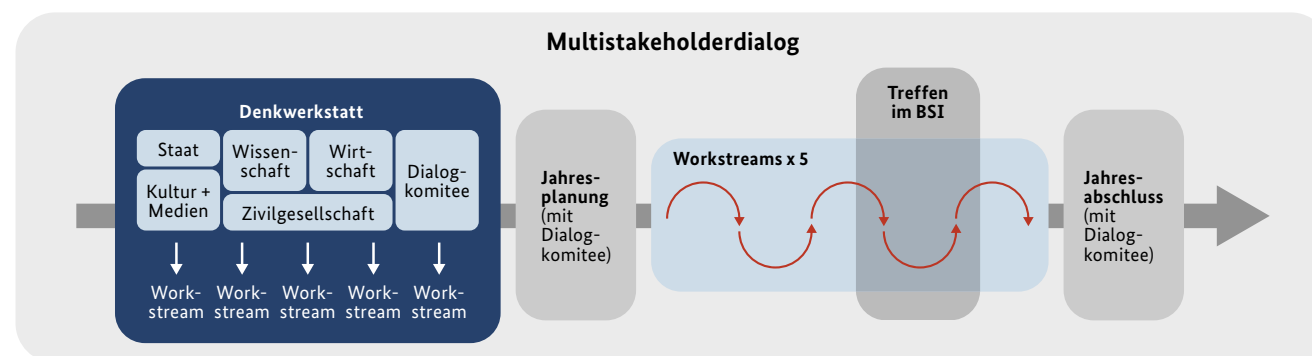 Multistakeholderdialog
Denkwerkstatt
Staat
Kultur +
Medien
Wissen-
schaft
Wirt-
schaft
Zivilgesellschaft
Dialog-
komitee
Work-
stream
Work-
stream
Work-
stream
Work-
stream
Work-
stream
Jahres-
planung
(mit
Dialog-
komitee)
Workstreams x 5
Treffen
im BSI
Jahres-
abschluss
(mit
Dialog-
komitee)